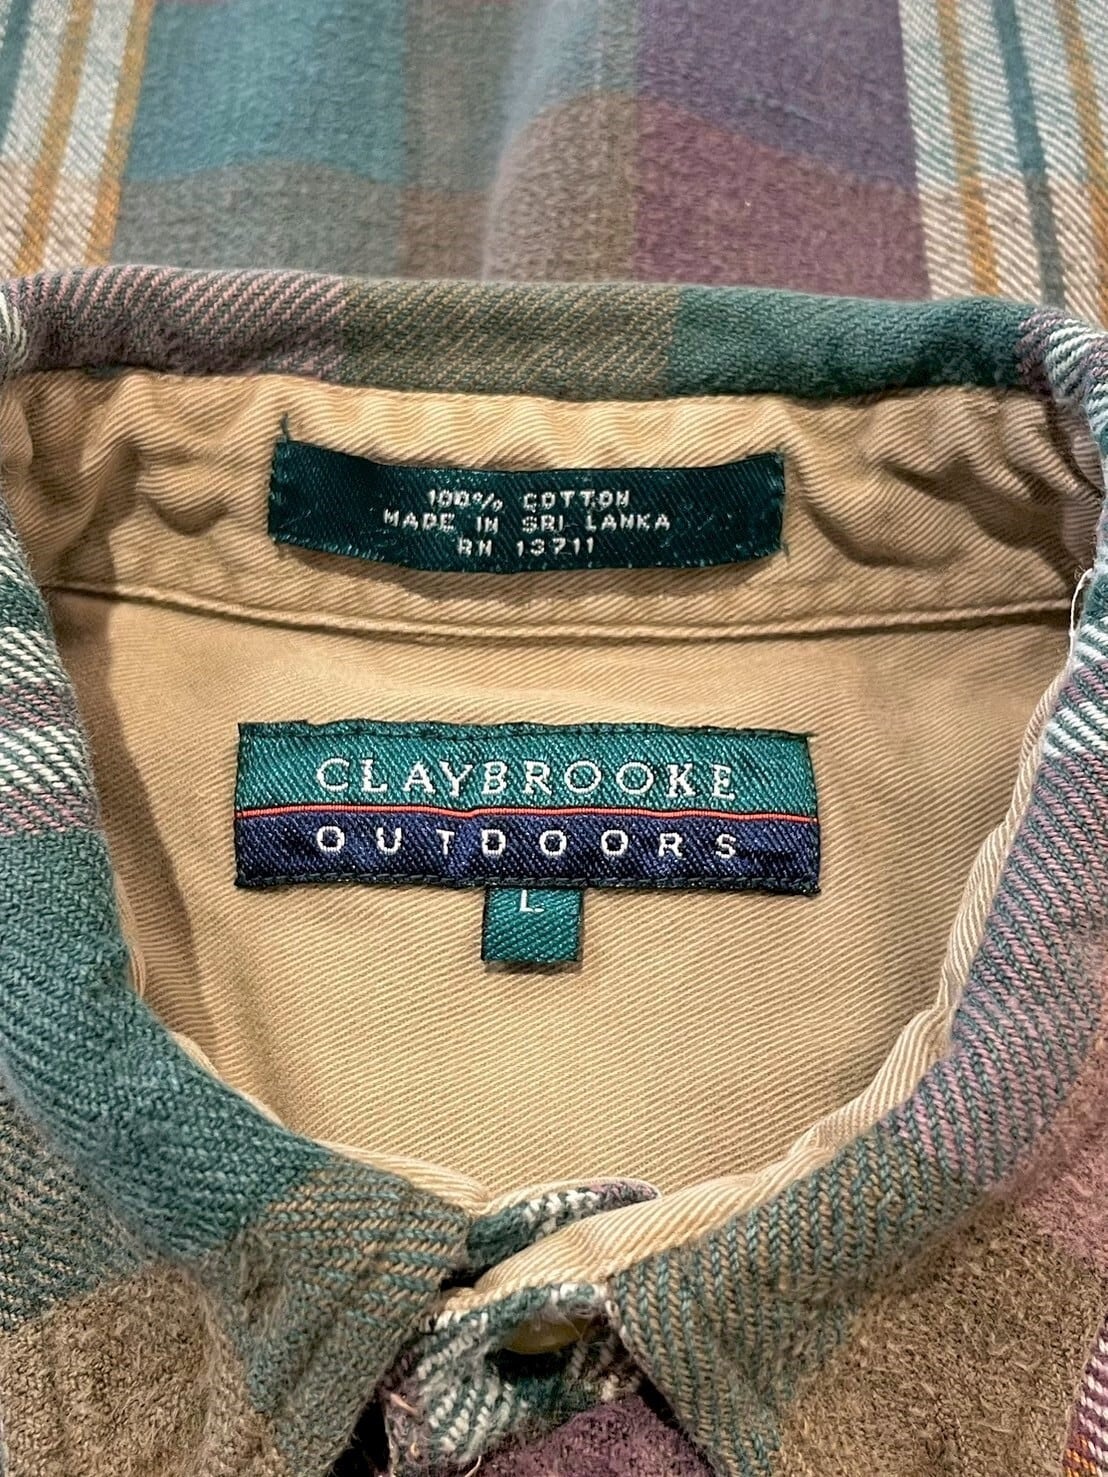 100% COTTON
MADE IN SRI LANKA
RN 13711
CLAYBROOKE
OUTDOORS
L